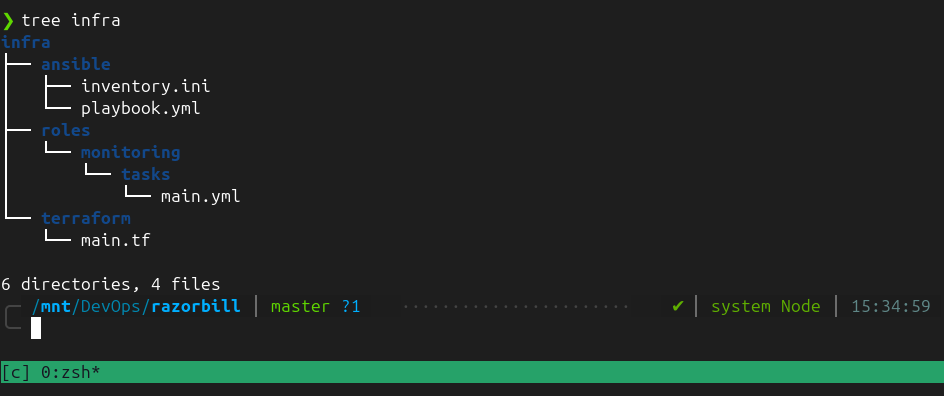 ❯ tree infra
infra
├── ansible
│   ├── inventory.ini
│   └── playbook.yml
├── roles
│   └── monitoring
│       └── tasks
│           └── main.yml
└── terraform
    └── main.tf
6 directories, 4 files
/mnt/DevOps/razorbill │ master ?1 ······················· ✔ │ system Node │ 15:34:59
[c] 0:zsh*